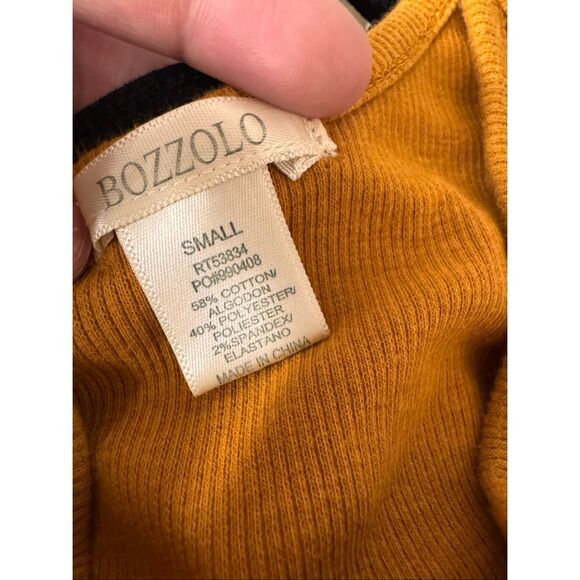 BOZZOLO
SMALL
RT53834
PO#990408
58% COTTON/
ALGODON
40% POLYESTER/
POLIESTER
2%SPANDEX/
ELASTANO
MADE IN CHINA